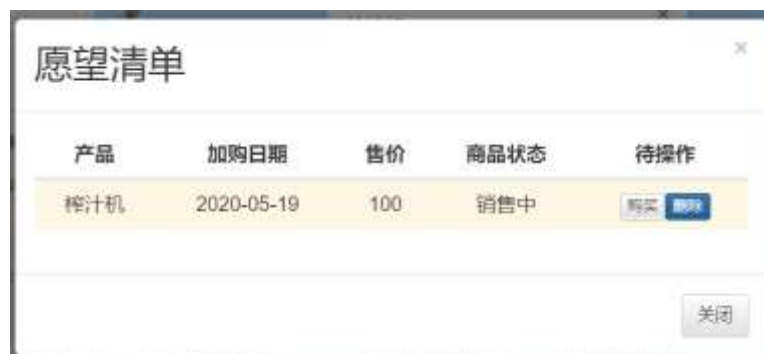 愿望清单
×
产品 加购日期 售价 商品状态 待操作
榨汁机 2020-05-19 100 销售中 购买 删除
关闭